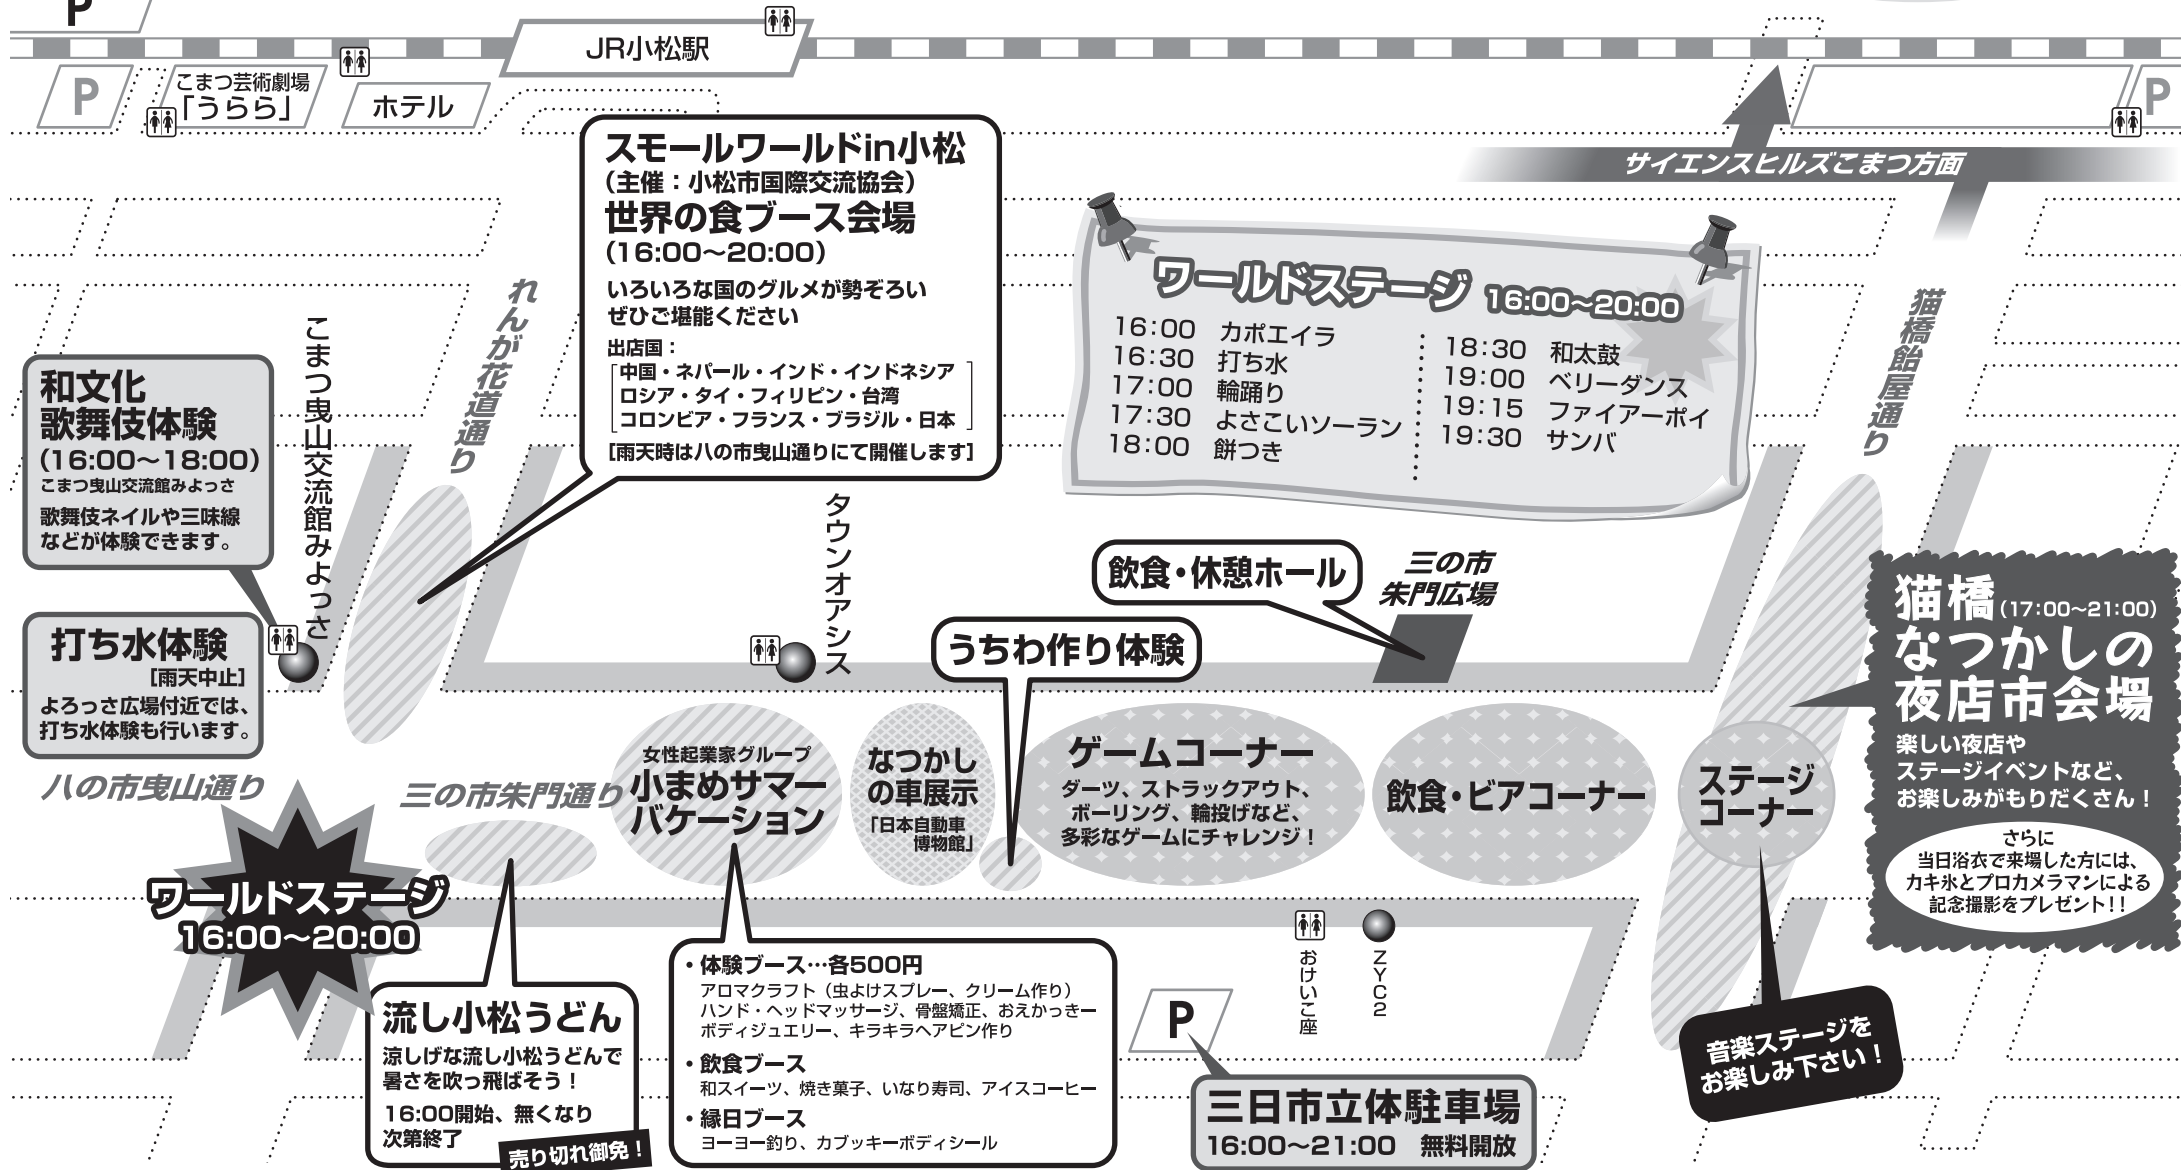 P
JR小松駅
P
こまつ芸術劇場
「うらら」
ホテル
P
サイエンスヒルズこまつ方面
スモールワールドin小松
（主催：小松市国際交流協会）
世界の食ブース会場
（16:00～20:00）
いろいろな国のグルメが勢ぞろい
ぜひご堪能ください
出店国：
中国・ネパール・インド・インドネシア
ロシア・タイ・フィリピン・台湾
コロンビア・フランス・ブラジル・日本
［雨天時は八の市曳山通りにて開催します］
ワールドステージ 16:00～20:00
16:00 カポエイラ
16:30 打ち水
17:00 輪踊り
17:30 よさこいソーラン
18:00 餅つき
18:30 和太鼓
19:00 ベリーダンス
19:15 ファイアーポイ
19:30 サンバ
れんが花道通り
猫橋飴屋通り
こまつ曳山交流館みよっさ
和文化
歌舞伎体験
（16:00～18:00）
こまつ曳山交流館みよっさ
歌舞伎ネイルや三味線
などが体験できます。
打ち水体験
［雨天中止］
よろっさ広場付近では、
打ち水体験も行います。
タウンオアシス
飲食・休憩ホール
三の市
朱門広場
うちわ作り体験
猫橋（17:00～21:00）
なつかしの
夜店市会場
楽しい夜店や
ステージイベントなど、
お楽しみがもりだくさん！
さらに
当日浴衣で来場した方には、
カキ氷とプロカメラマンによる
記念撮影をプレゼント！！
八の市曳山通り
三の市朱門通り
女性起業家グループ
小まめサマー
バケーション
なつかし
の車展示
「日本自動車
博物館」
ゲームコーナー
ダーツ、ストラックアウト、
ボーリング、輪投げなど、
多彩なゲームにチャレンジ！
飲食・ビアコーナー
ステージ
コーナー
ワールドステージ
16:00～20:00
流し小松うどん
涼しげな流し小松うどんで
暑さを吹っ飛ばそう！
16:00開始、無くなり
次第終了
売り切れ御免！
・体験ブース…各500円
アロマクラフト（虫よけスプレー、クリーム作り）
ハンド・ヘッドマッサージ、骨盤矯正、おえかっきー
ボディジュエリー、キラキラヘアピン作り
・飲食ブース
和スイーツ、焼き菓子、いなり寿司、アイスコーヒー
・縁日ブース
ヨーヨー釣り、カブッキーボディシール
おけいこ座
ZYC2
P
三日市立体駐車場
16:00～21:00 無料開放
音楽ステージを
お楽しみ下さい！